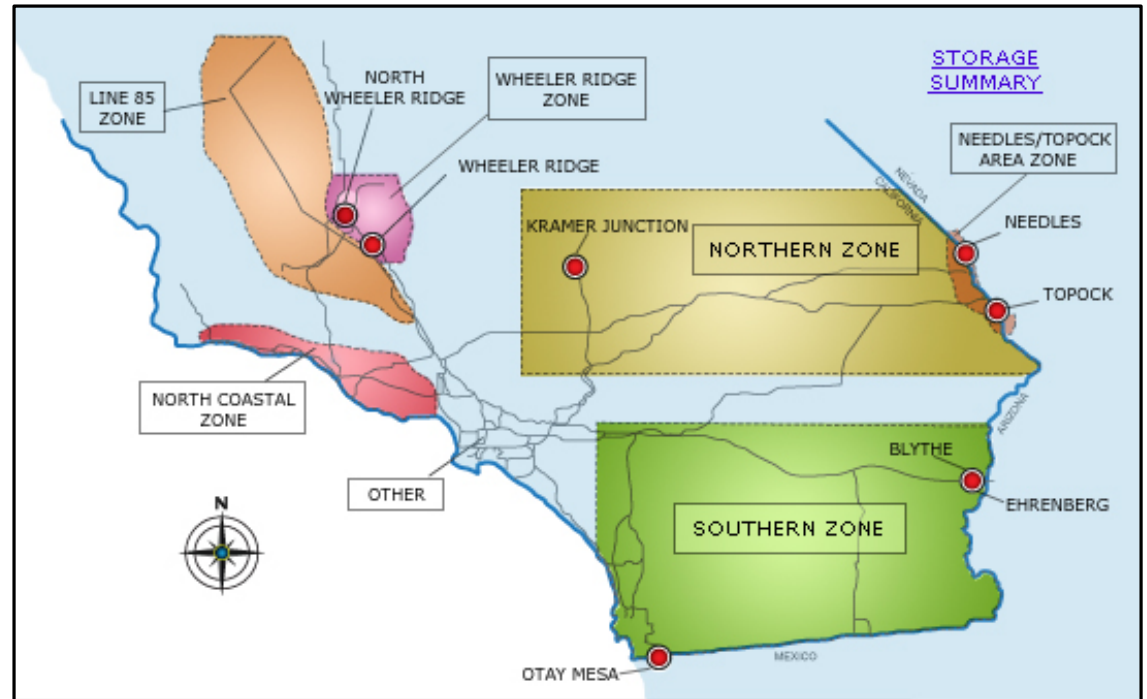 STORAGE
SUMMARY
LINE 85
ZONE
NORTH
WHEELER RIDGE
WHEELER RIDGE
ZONE
WHEELER RIDGE
NEEDLES/TOPOCK
AREA ZONE
NEVADA
CALIFORNIA
NEEDLES
KRAMER JUNCTION
NORTHERN ZONE
TOPOCK
NORTH COASTAL
ZONE
ARIZONA
BLYTHE
OTHER
EHRENBERG
N
SOUTHERN ZONE
MEXICO
OTAY MESA